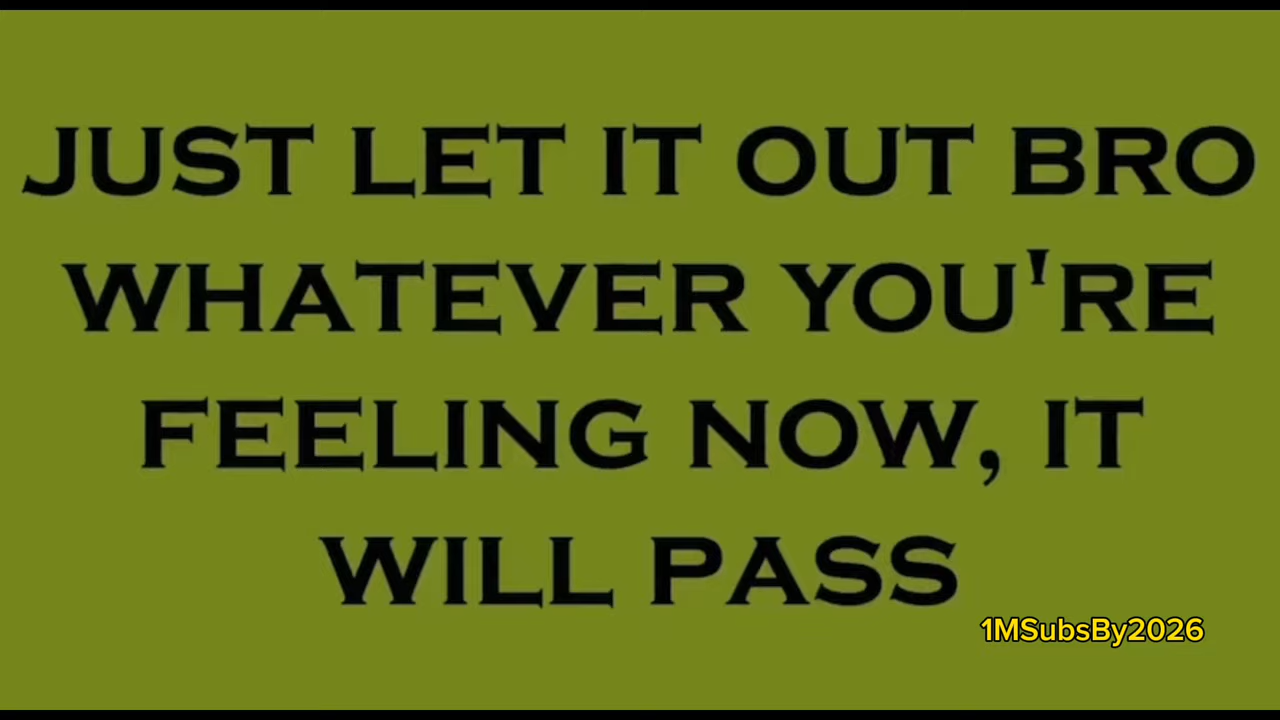 JUST LET IT OUT BRO
WHATEVER YOU'RE
FEELING NOW, IT
WILL PASS
1MSubsBy2026